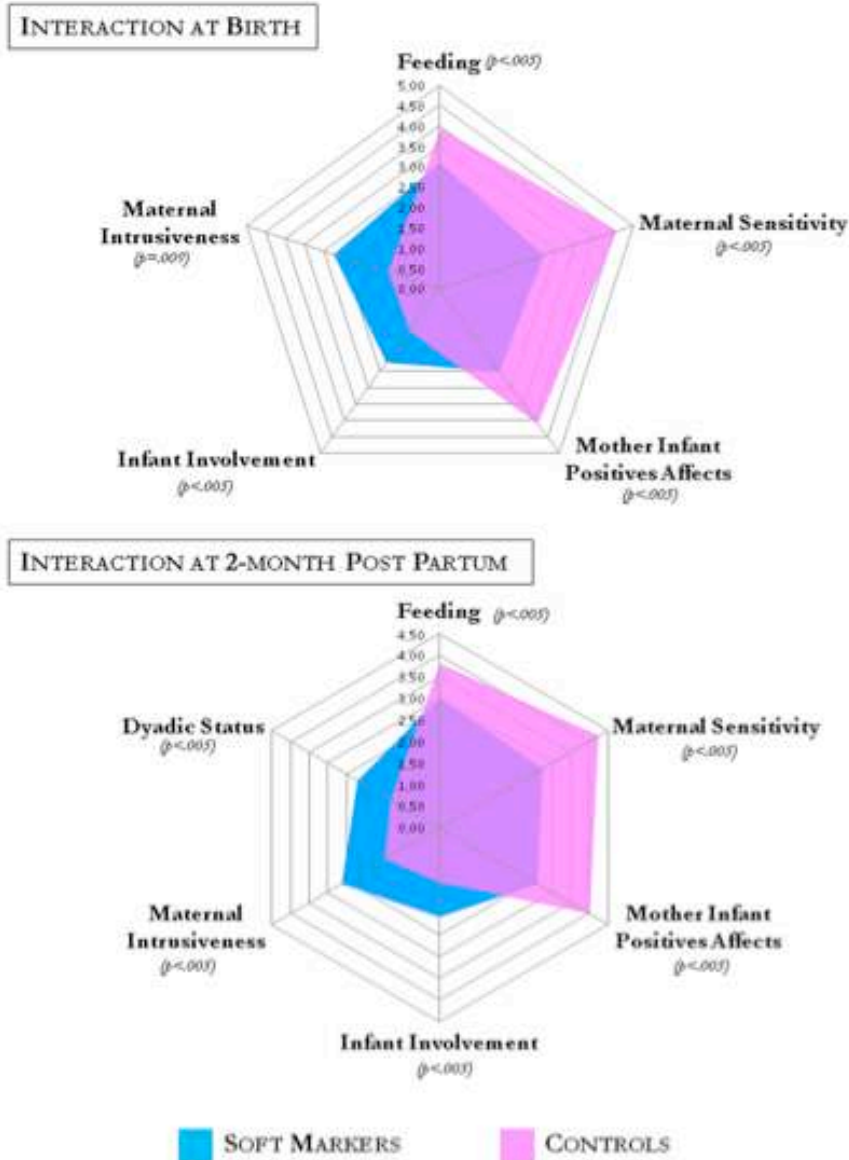 INTERACTION AT BIRTH
Feeding (p<.005)
5,00
4,50
4,00
3,50
3,00
2,50
2,00
1,50
1,00
0,50
0,00
Maternal
Intrusiveness
(p=.009)
Maternal Sensitivity
(p<.005)
Infant Involvement
(p<.005)
Mother Infant
Positives Affects
(p<.005)
INTERACTION AT 2-MONTH POST PARTUM
Feeding (p<.005)
4,50
4,00
3,50
3,00
2,50
2,00
1,50
1,00
0,50
0,00
Dyadic Status
(p<.005)
Maternal Sensitivity
(p<.005)
Maternal
Intrusiveness
(p<.005)
Mother Infant
Positives Affects
(p<.005)
Infant Involvement
(p<.005)
SOFT MARKERS
CONTROLS